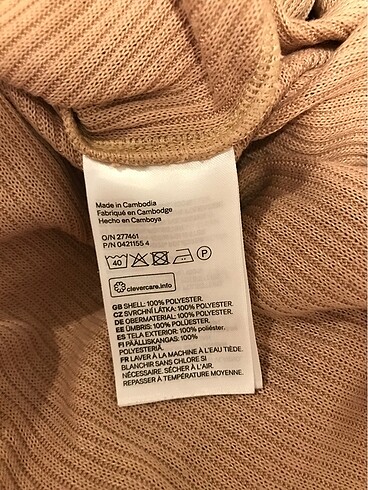 Made in Cambodia
Fabriqué en Cambodge
Hecho en Camboya
O/N 277461
P/N 0421155 4
40
P
clevercare.info
GB SHELL: 100% POLYESTER.
CZ SVRCHNÍ LÁTKA: 100% POLYESTER.
DE OBERMATERIAL: 100% POLYESTER.
EE ÜMBRIS: 100% POLÜESTER.
ES TELA EXTERIOR: 100% poliéster.
FI PÄÄLLISKANGAS: 100%
POLYESTERIÄ.
FR LAVER À LA MACHINE À L'EAU TIÈDE.
BLANCHIR SANS CHLORE SI
NÉCESSAIRE. SÉCHER À L'AIR.
REPASSER À TEMPÉRATURE MOYENNE.